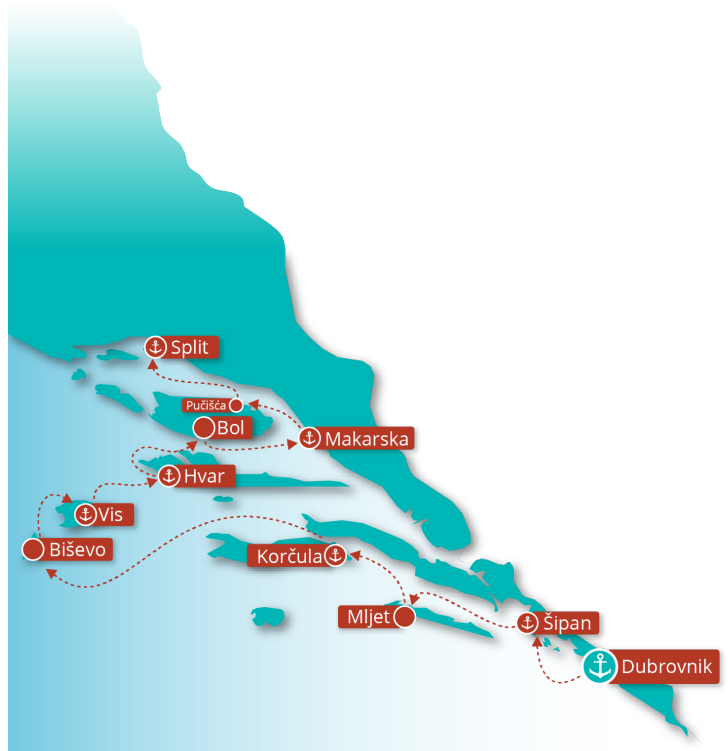 Split
Pučišća
Bol
Makarska
Hvar
Vis
Biševo
Korčula
Mljet
Šipan
Dubrovnik